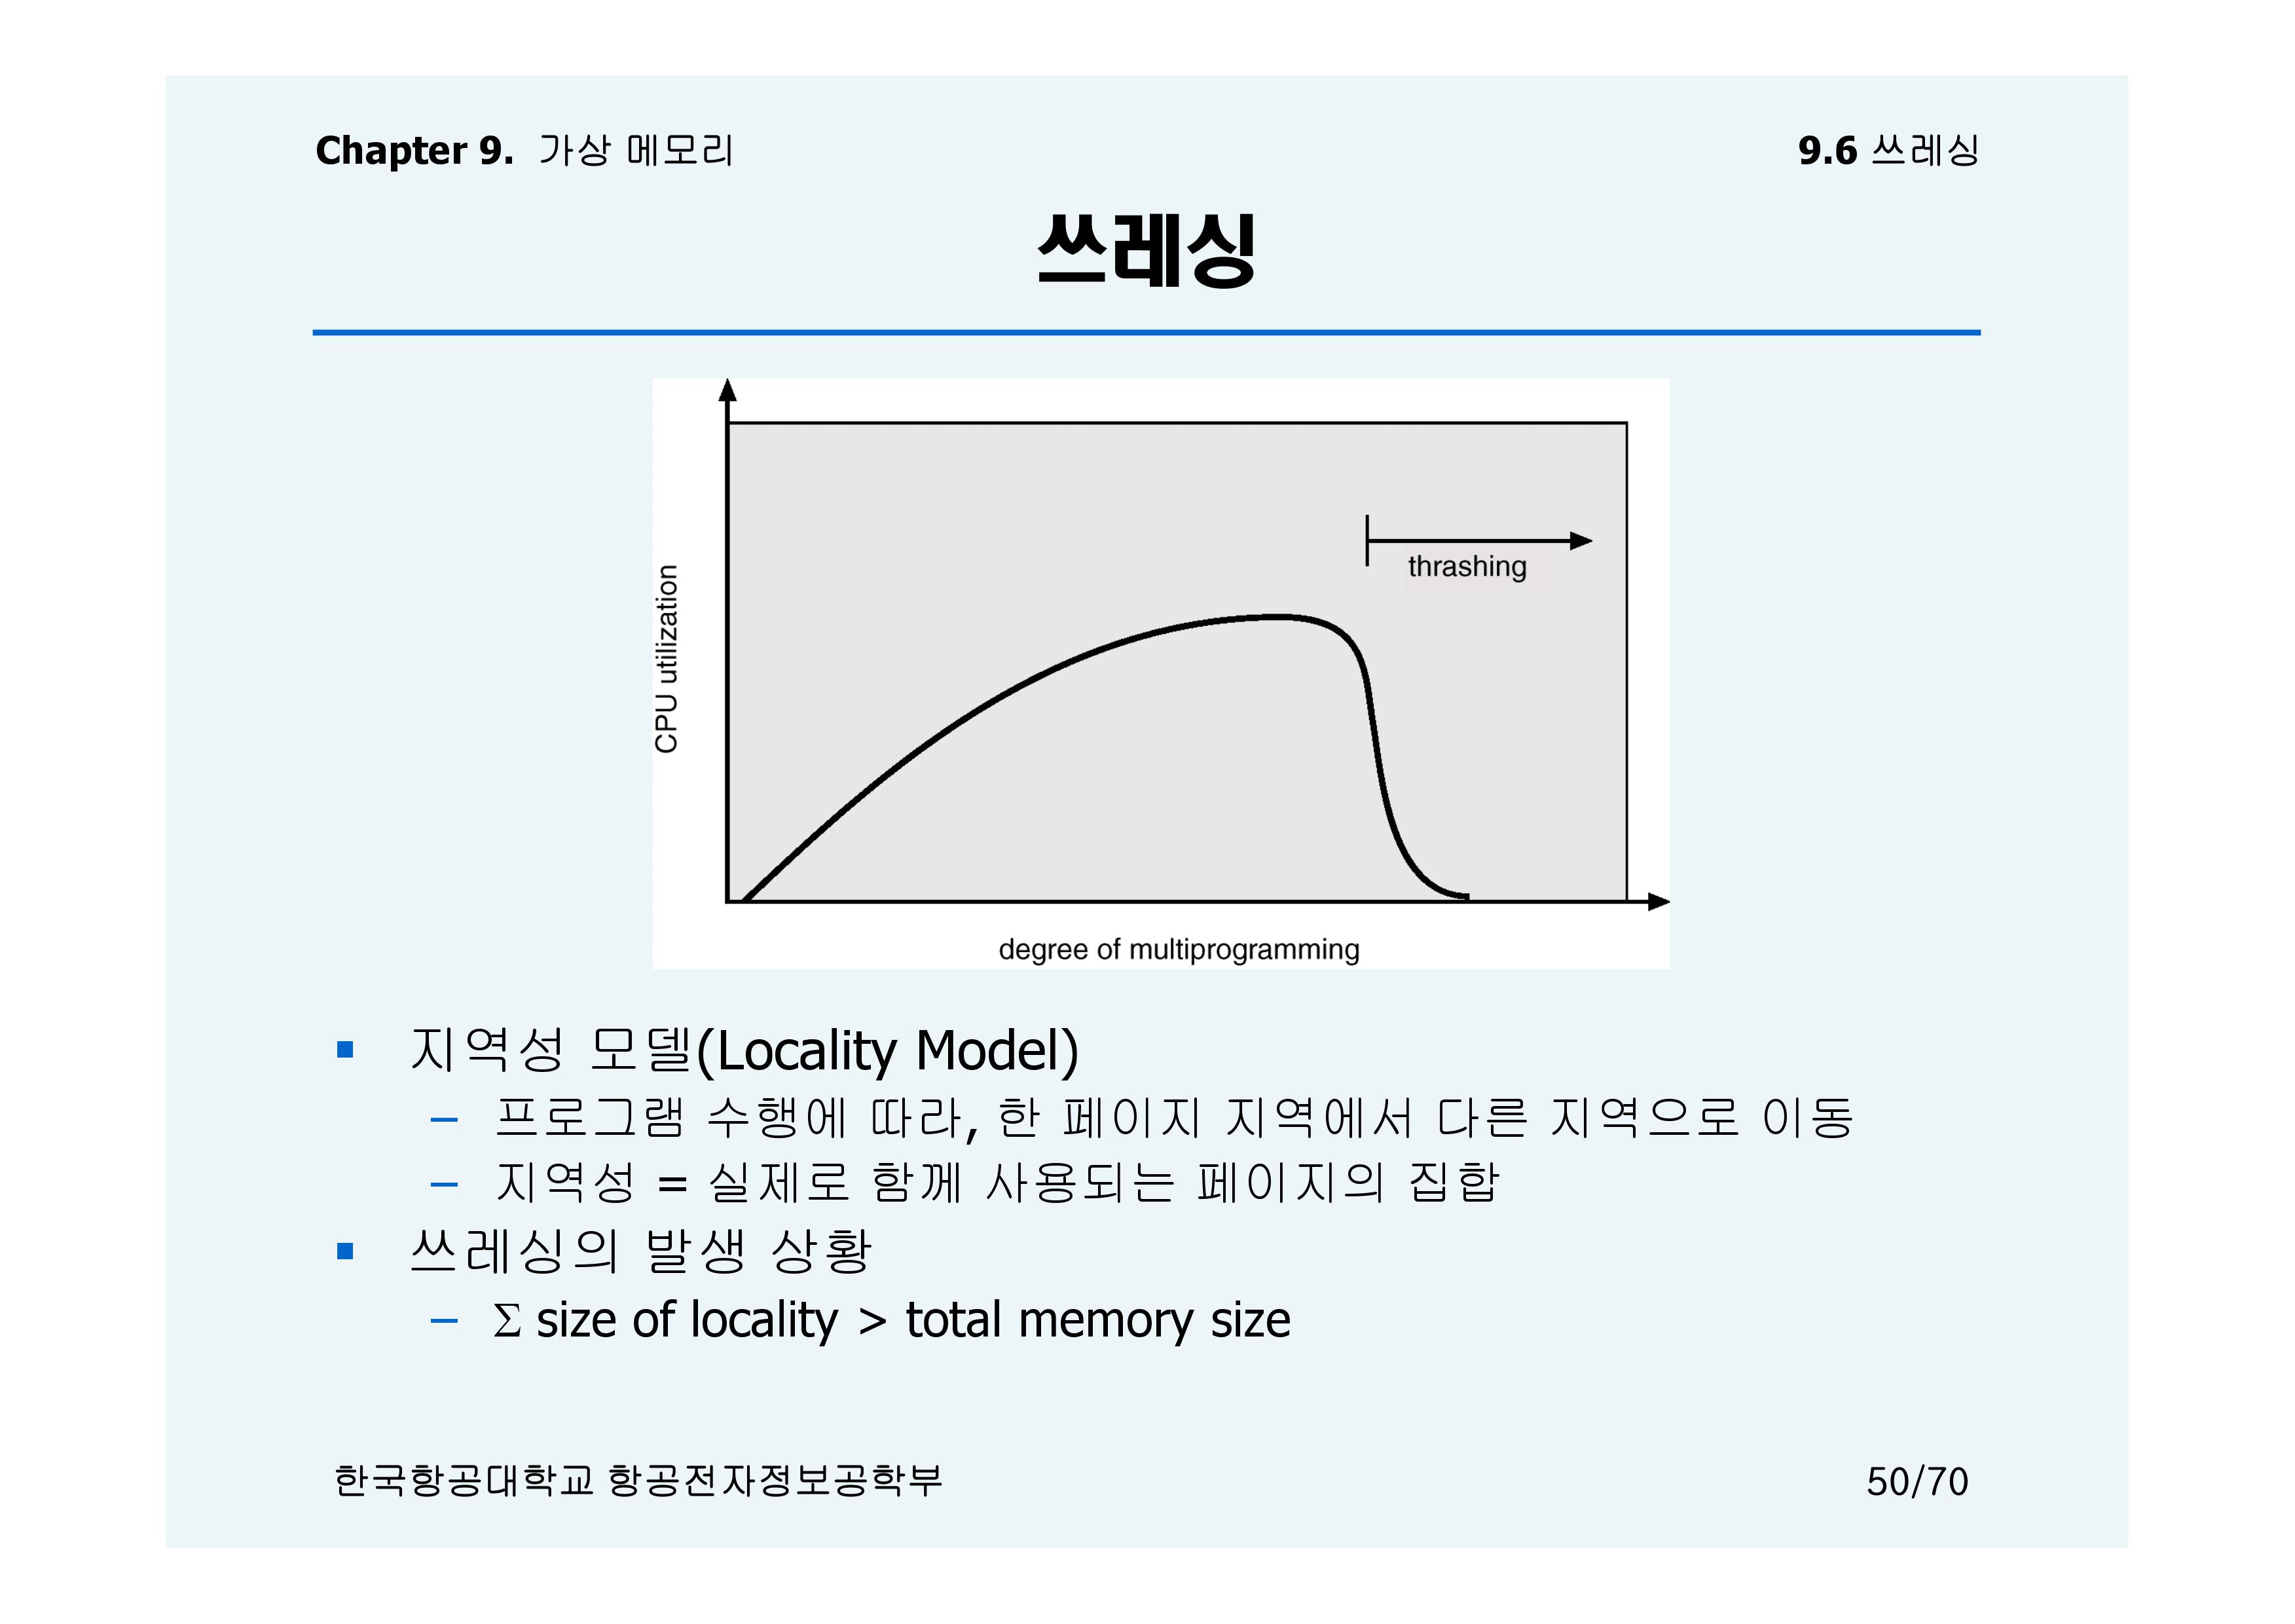 Chapter 9. 가상 메모리
9.6 쓰레싱
쓰레싱
thrashing
CPU utilization
degree of multiprogramming
지역성 모델(Locality Model)
– 프로그램 수행에 따라, 한 페이지 지역에서 다른 지역으로 이동
– 지역성 = 실제로 함께 사용되는 페이지의 집합
쓰레싱의 발생 상황
– Σ size of locality > total memory size
한국항공대학교 항공전자정보공학부
50/70